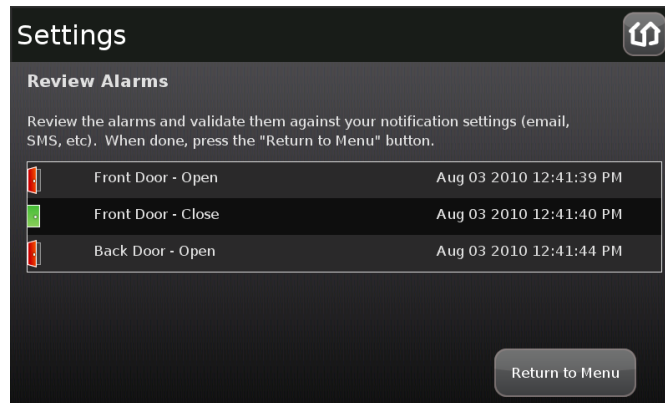 Settings
Review Alarms
Review the alarms and validate them against your notification settings (email,
SMS, etc). When done, press the "Return to Menu" button.
Front Door - Open Aug 03 2010 12:41:39 PM
Front Door - Close Aug 03 2010 12:41:40 PM
Back Door - Open Aug 03 2010 12:41:44 PM
Return to Menu